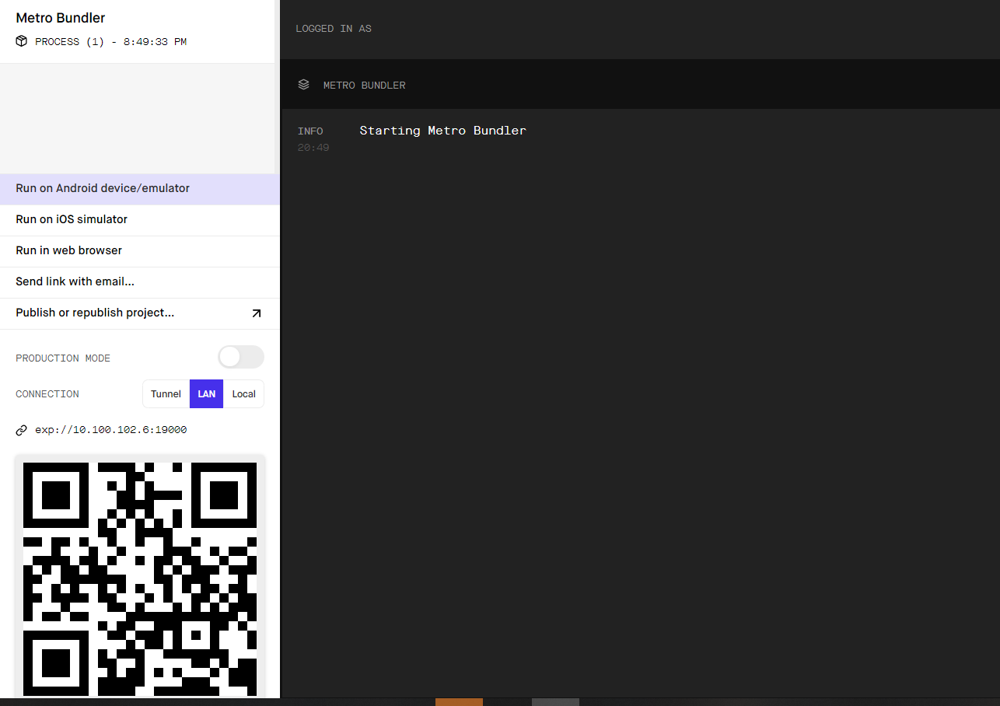 Metro Bundler
PROCESS (1) - 8:49:33 PM
Run on Android device/emulator
Run on iOS simulator
Run in web browser
Send link with email...
Publish or republish project...
PRODUCTION MODE
CONNECTION
Tunnel LAN Local
exp://10.100.102.6:19000
LOGGED IN AS
METRO BUNDLER
INFO Starting Metro Bundler
20:49